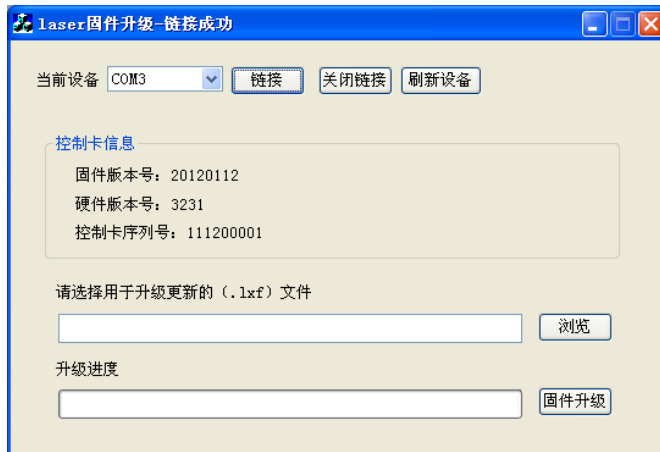 laser固件升级-链接成功
当前设备 COM3 链接 关闭链接 刷新设备
控制卡信息
固件版本号: 20120112
硬件版本号: 3231
控制卡序列号: 111200001
请选择用于升级更新的 (.lxf) 文件
浏览
升级进度
固件升级